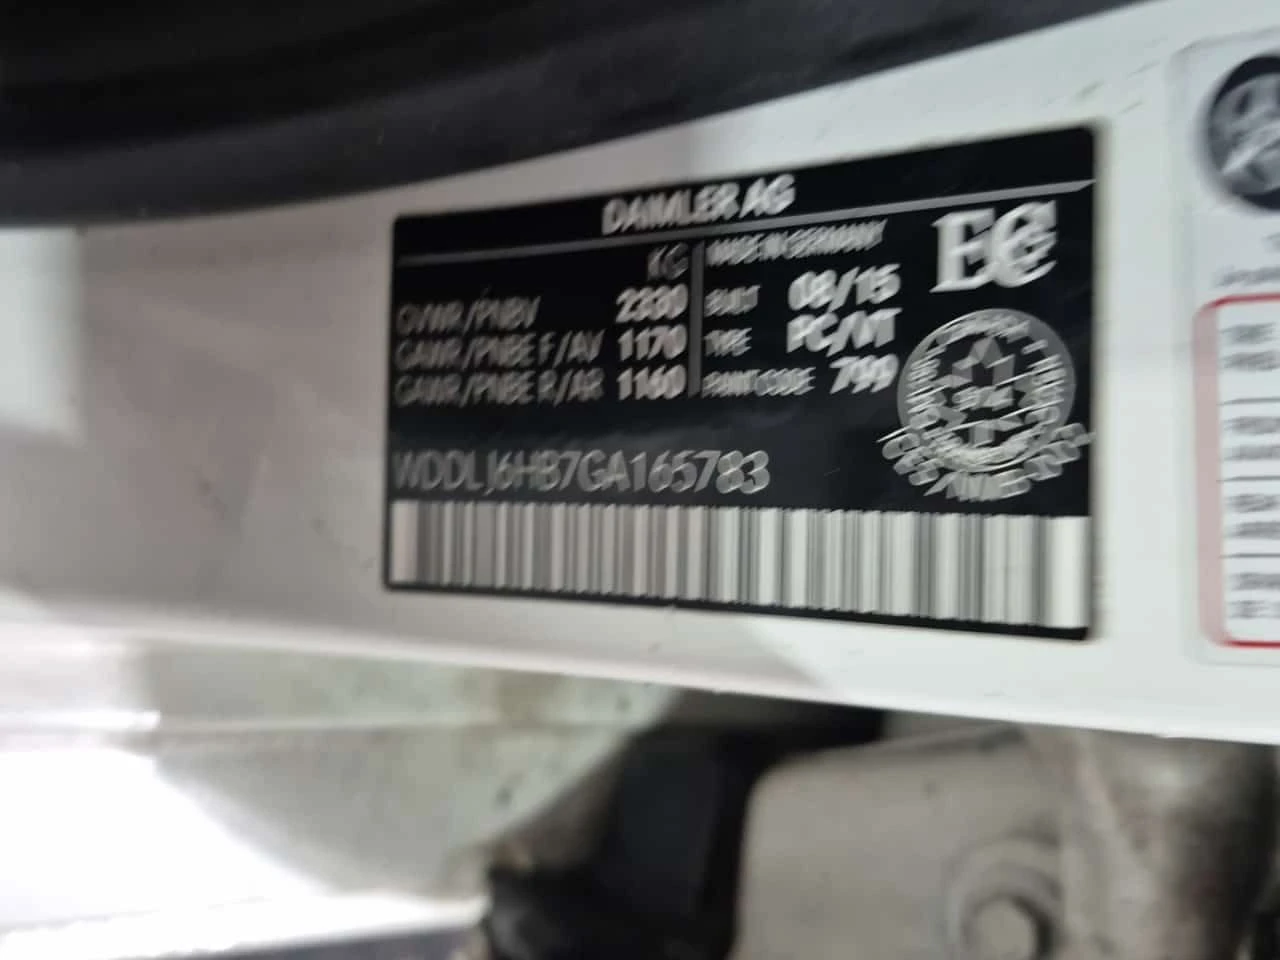 DAIMLER AG
KG
GVWR/PNBV 2330
GAWR/PNBE F/AV 1170
GAWR/PNBE R/AR 1160
MADE IN GERMANY
BUILT 08/15
TYPE PC/VT
PAINT CODE 799
EC
WDDLJ6HB7GA165783